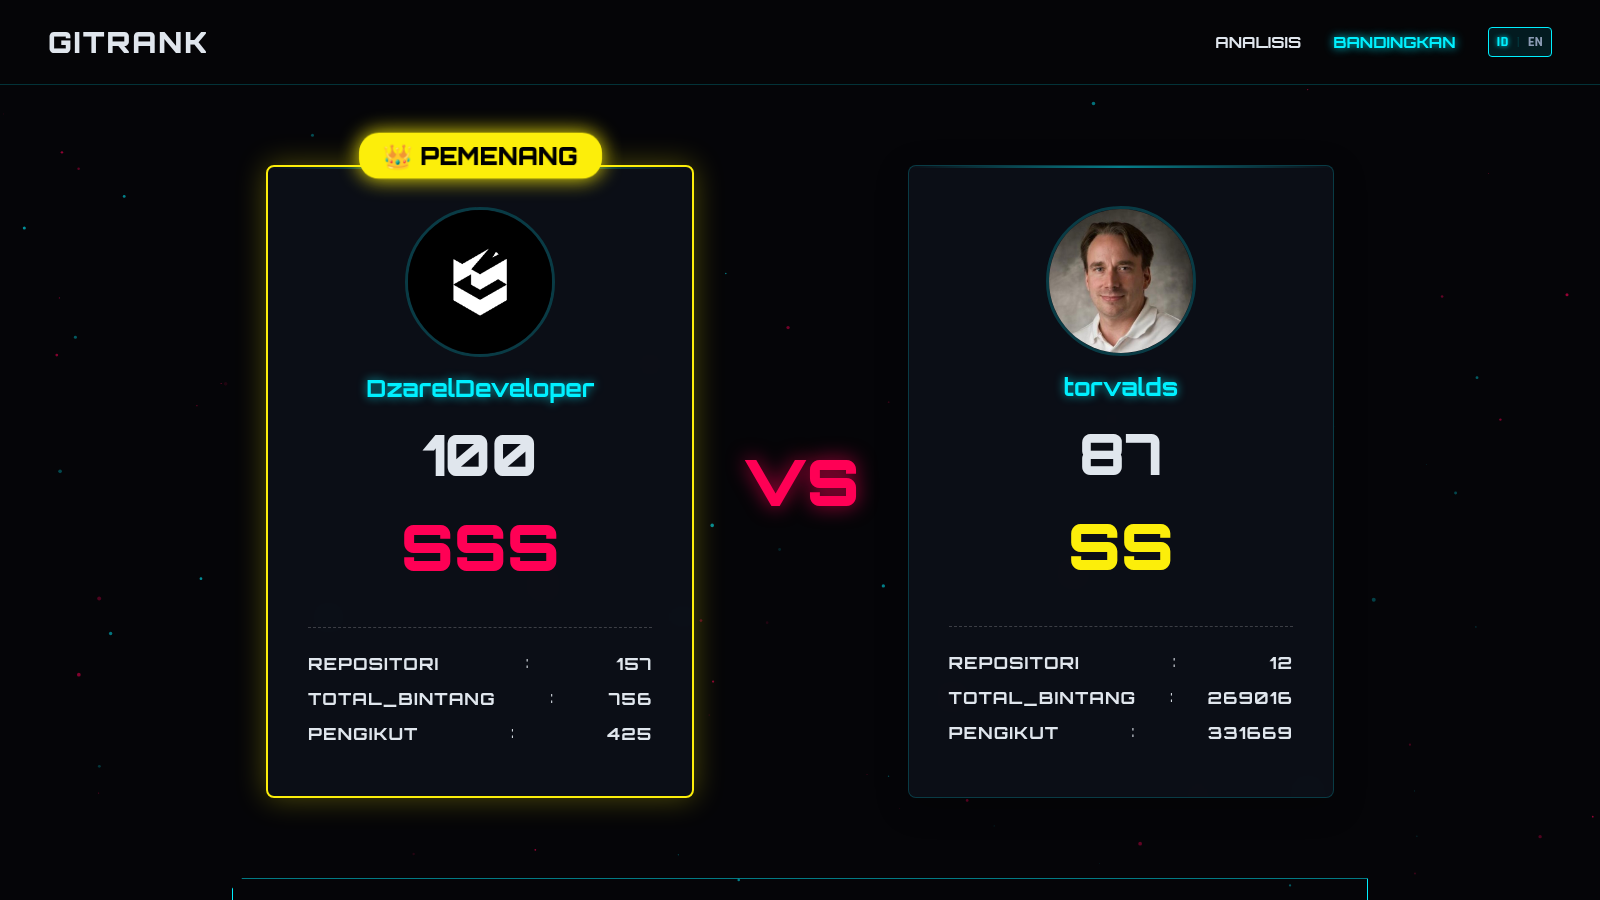 GITRANK
ANALISIS
BANDINGKAN
ID | EN
👑 PEMENANG
DzarelDeveloper
100
SSS
REPOSITORI : 157
TOTAL_BINTANG : 756
PENGIKUT : 425
VS
torvalds
87
SS
REPOSITORI : 12
TOTAL_BINTANG : 269016
PENGIKUT : 331669